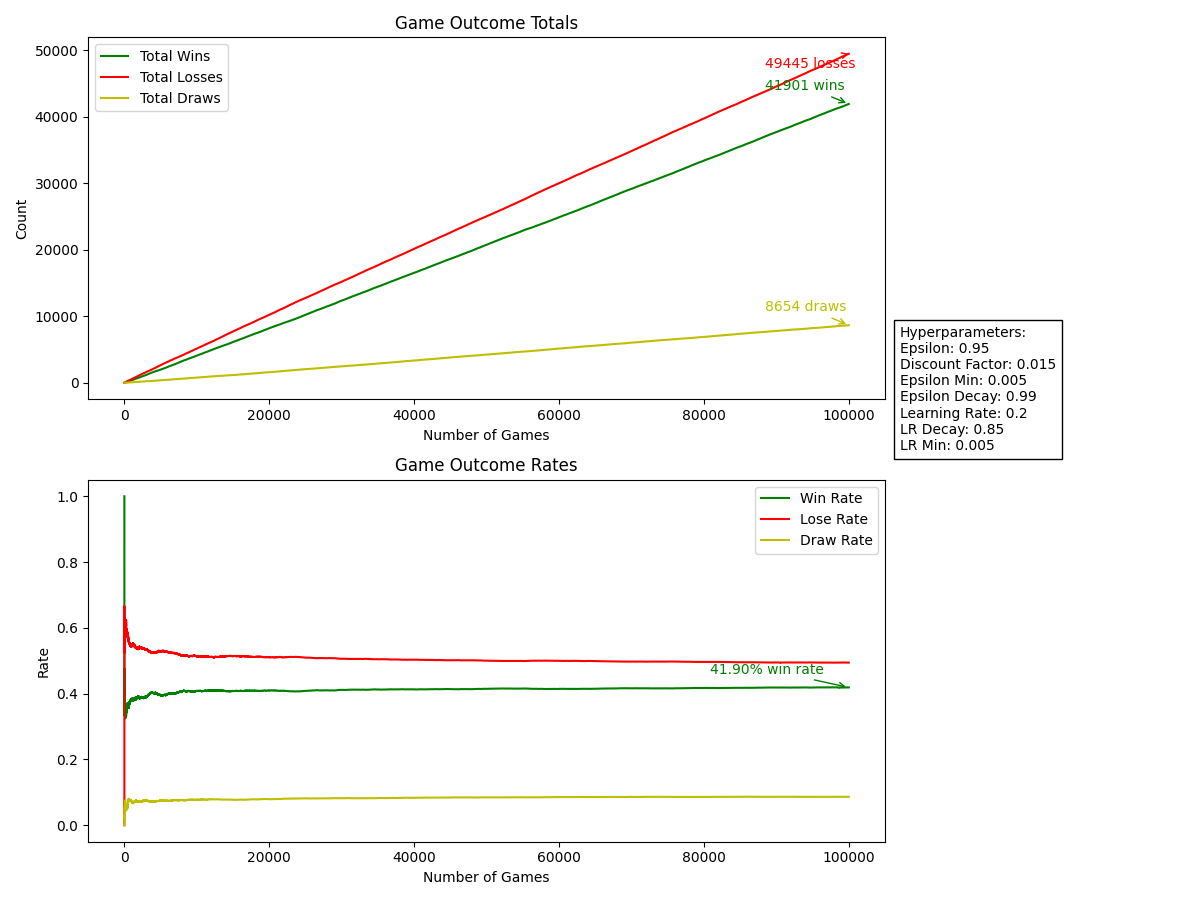 Game Outcome Totals
Total Wins
Total Losses
Total Draws
49445 losses
41901 wins
8654 draws
50000
40000
30000
20000
10000
0
Count
0 20000 40000 60000 80000 100000
Number of Games
Hyperparameters:
Epsilon: 0.95
Discount Factor: 0.015
Epsilon Min: 0.005
Epsilon Decay: 0.99
Learning Rate: 0.2
LR Decay: 0.85
LR Min: 0.005
Game Outcome Rates
Win Rate
Lose Rate
Draw Rate
41.90% win rate
1.0
0.8
0.6
0.4
0.2
0.0
Rate
0 20000 40000 60000 80000 100000
Number of Games